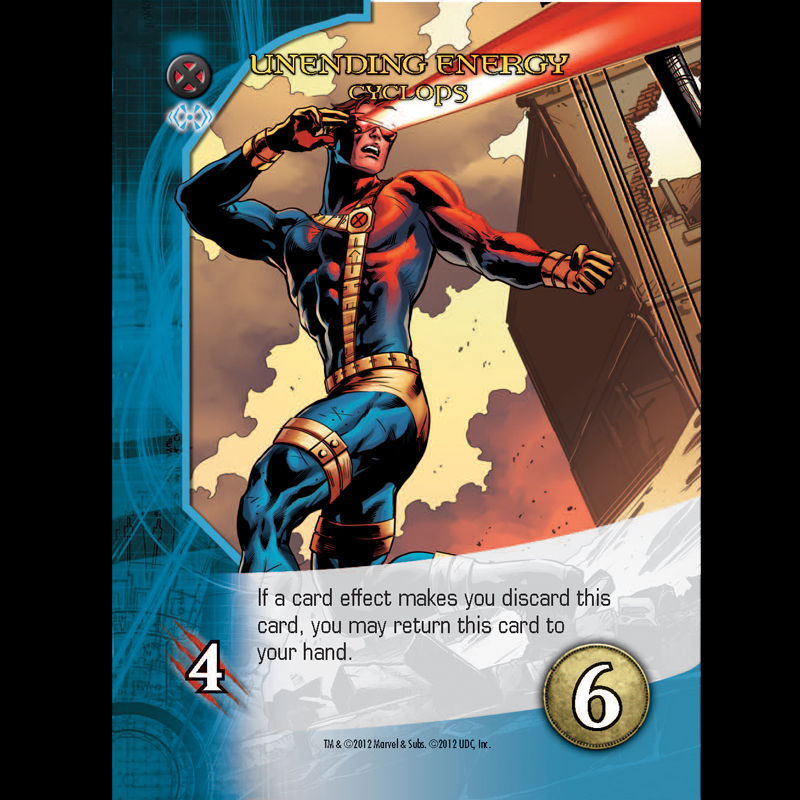 UNENDING ENERGY
CYCLOPS
If a card effect makes you discard this
card, you may return this card to
your hand.
4
6
TM & ©2012 Marvel & Subs. ©2012 UDC, Inc.